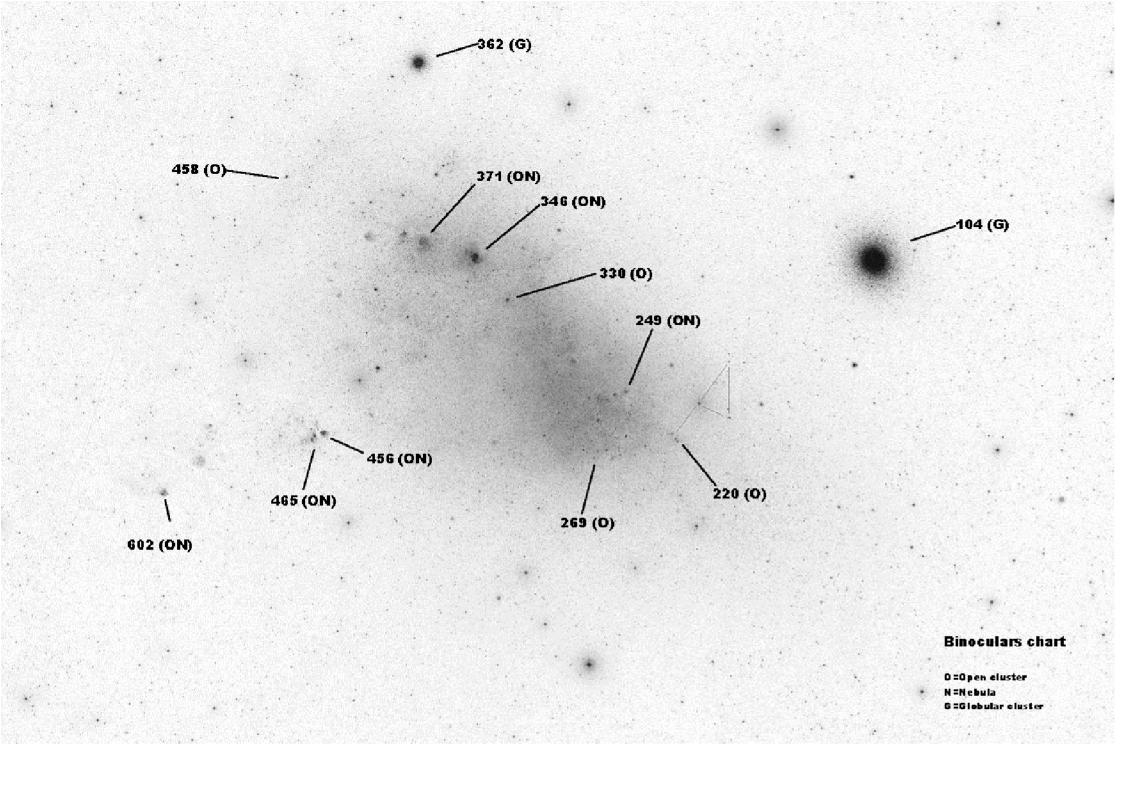 362 (G)
458 (O)
371 (ON)
346 (ON)
104 (G)
330 (O)
249 (ON)
456 (ON)
465 (ON)
220 (O)
269 (O)
602 (ON)
Binoculars chart
O=Open cluster
N=Nebula
G=Globular cluster